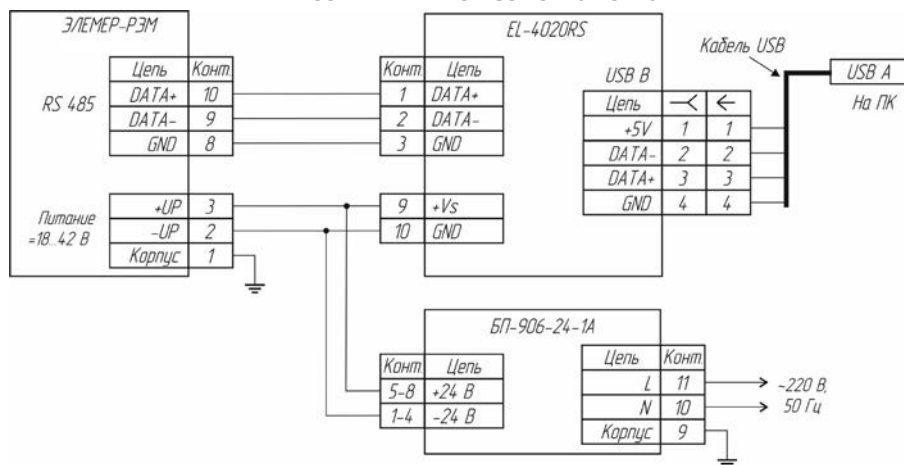 ЭЛЕМЕР-РЭМ
RS 485
Цепь Конт.
DATA+ 10
DATA- 9
GND 8
Питание
=18...42 В
+UP 3
-UP 2
Корпус 1
EL-4020RS
Конт. Цепь
1 DATA+
2 DATA-
3 GND
9 +Vs
10 GND
USB B
Цепь
+5V 1 1
DATA- 2 2
DATA+ 3 3
GND 4 4
Кабель USB
USB A
На ПК
БП-906-24-1А
Конт. Цепь
5-8 +24 В
1-4 -24 В
Цепь Конт.
L 11
N 10
Корпус 9
~220 В,
50 Гц